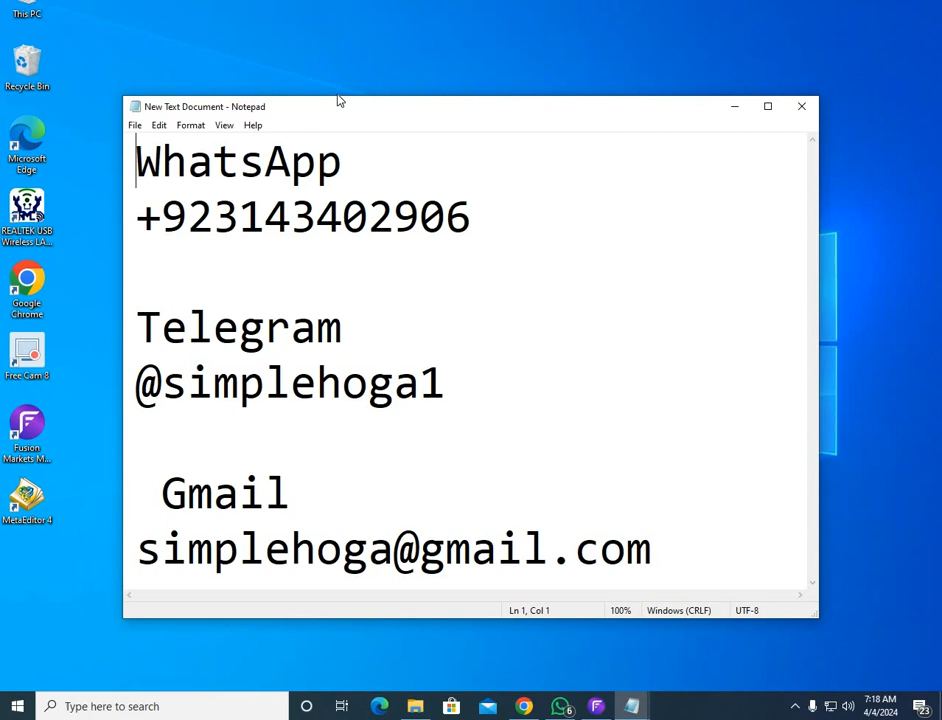 This PC
Recycle Bin
Microsoft
Edge
REALTEK USB
Wireless LA...
Google
Chrome
Free Cam 8
Fusion
Markets M...
MetaEditor 4
New Text Document - Notepad
File Edit Format View Help
WhatsApp
+923143402906
Telegram
@simplehoga1
Gmail
simplehoga@gmail.com
Ln 1, Col 1 100% Windows (CRLF) UTF-8
Type here to search
6
7:18 AM
4/4/2024
23